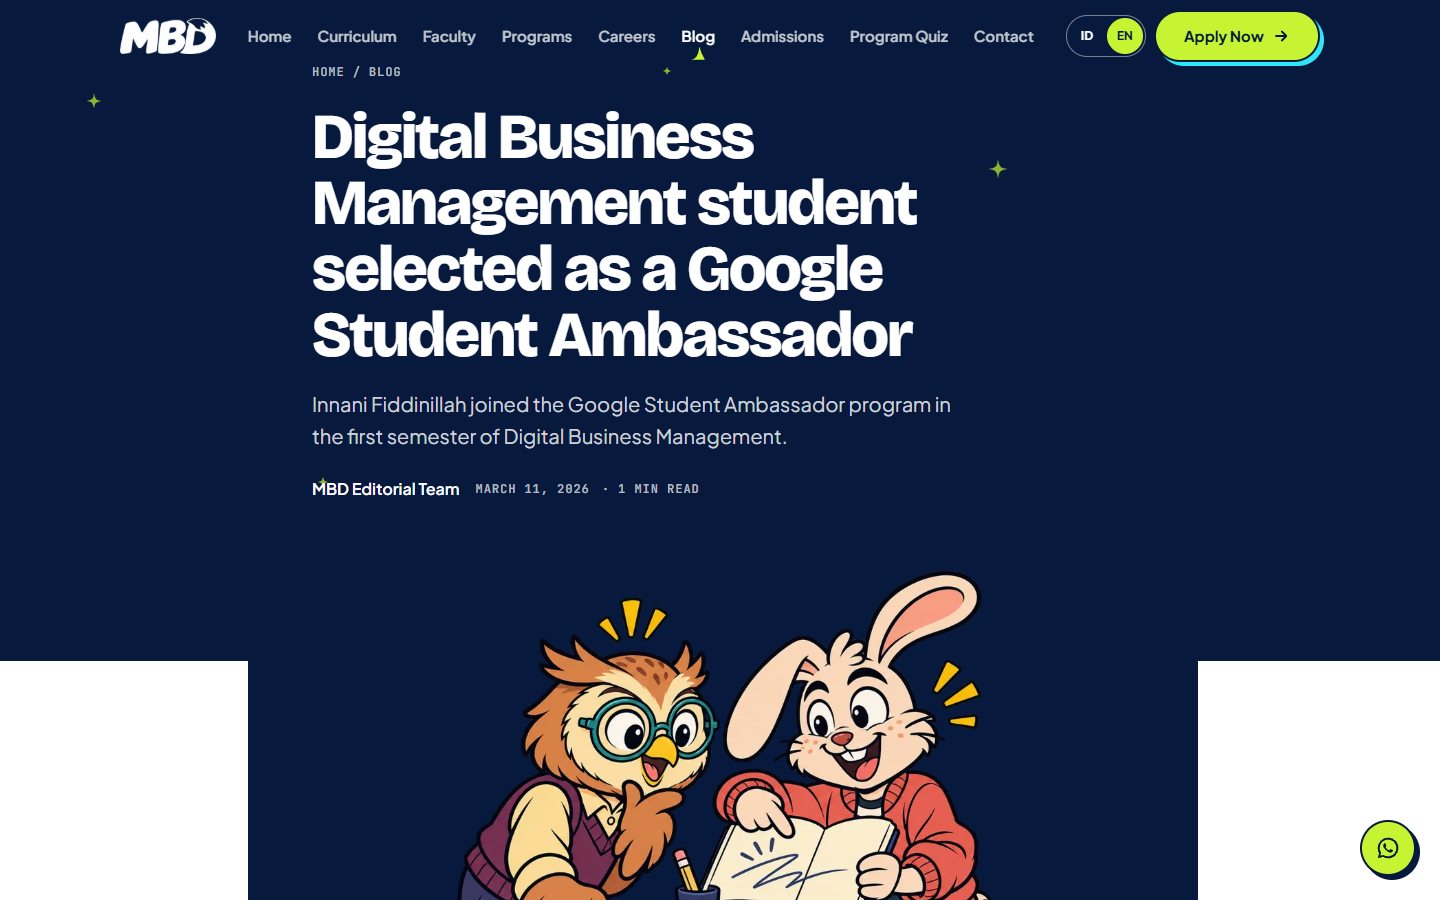 MBD
Home
Curriculum
Faculty
Programs
Careers
Blog
Admissions
Program Quiz
Contact
ID
EN
Apply Now
HOME / BLOG
Digital Business
Management student
selected as a Google
Student Ambassador
Innani Fiddinillah joined the Google Student Ambassador program in
the first semester of Digital Business Management.
MBD Editorial Team MARCH 11, 2026 · 1 MIN READ